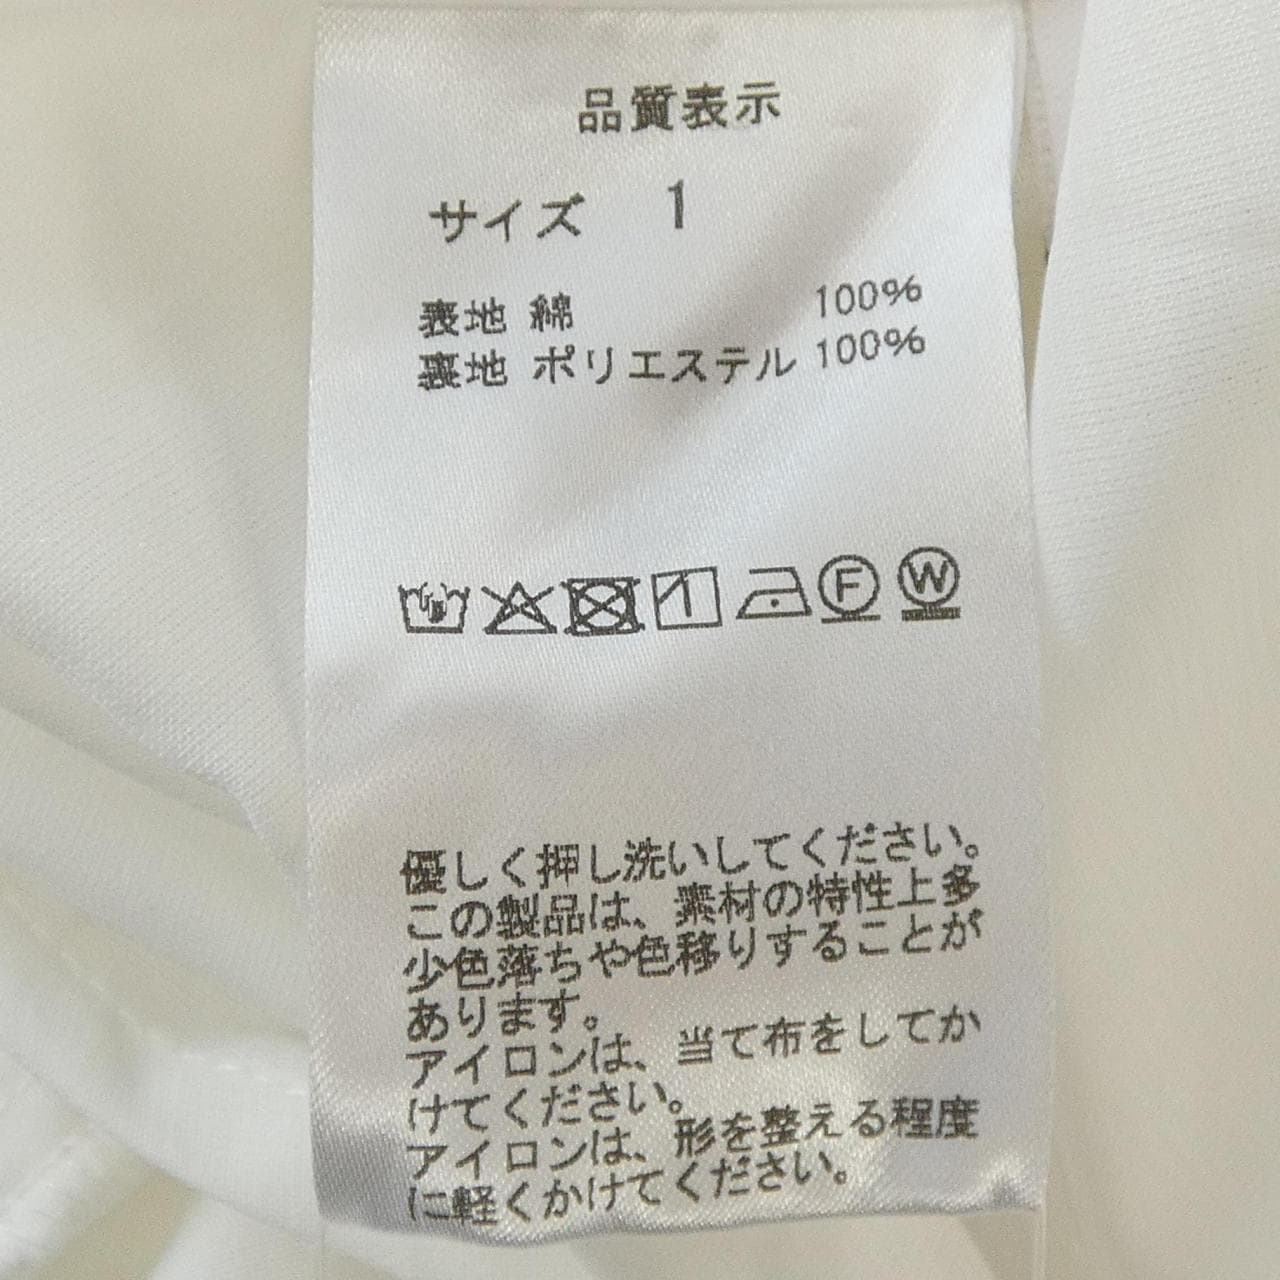 品質表示
サイズ 1
表地 綿 100%
裏地 ポリエステル 100%
F W
優しく押し洗いしてください。
この製品は、素材の特性上多
少色落ちや色移りすることが
あります。
アイロンは、当て布をしてか
けてください。
アイロンは、形を整える程度
に軽くかけてください。